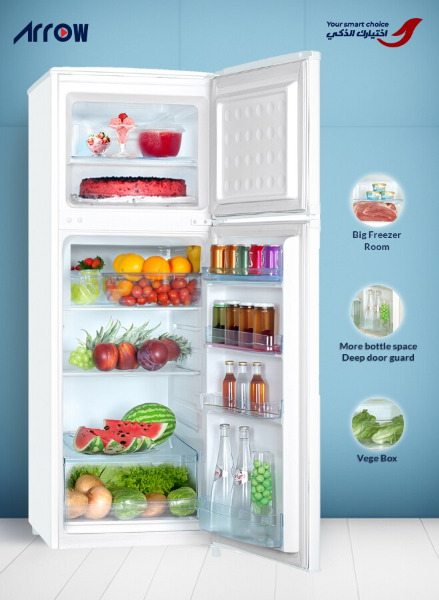 Arrow
Your smart choice
اختيارك الذكي
Big Freezer
Room
More bottle space
Deep door guard
Vege Box